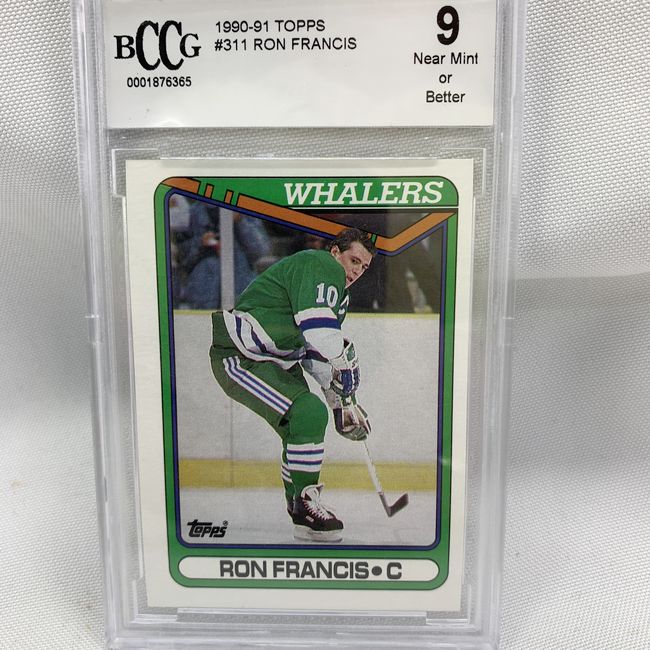 BCCG
0001876365
1990-91 TOPPS
#311 RON FRANCIS
9
Near Mint
or
Better
WHALERS
10
C
topps®
RON FRANCIS•C